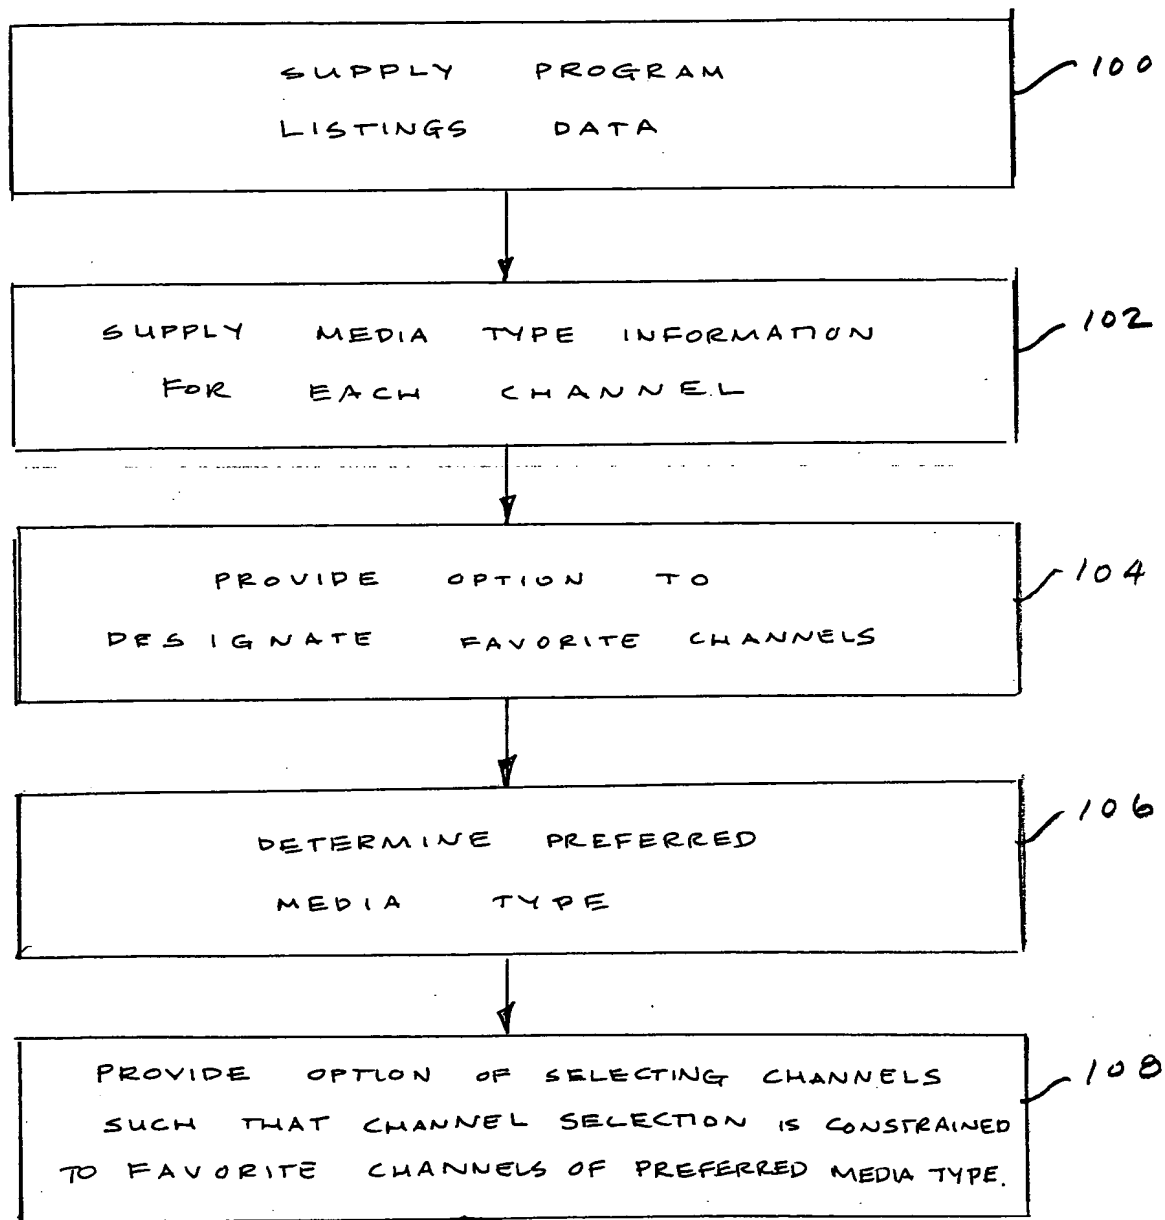 SUPPLY PROGRAM
LISTINGS DATA
100
SUPPLY MEDIA TYPE INFORMATION
FOR EACH CHANNEL
102
PROVIDE OPTION TO
DESIGNATE FAVORITE CHANNELS
104
DETERMINE PREFERRED
MEDIA TYPE
106
PROVIDE OPTION OF SELECTING CHANNELS
SUCH THAT CHANNEL SELECTION IS CONSTRAINED
TO FAVORITE CHANNELS OF PREFERRED MEDIA TYPE.
108